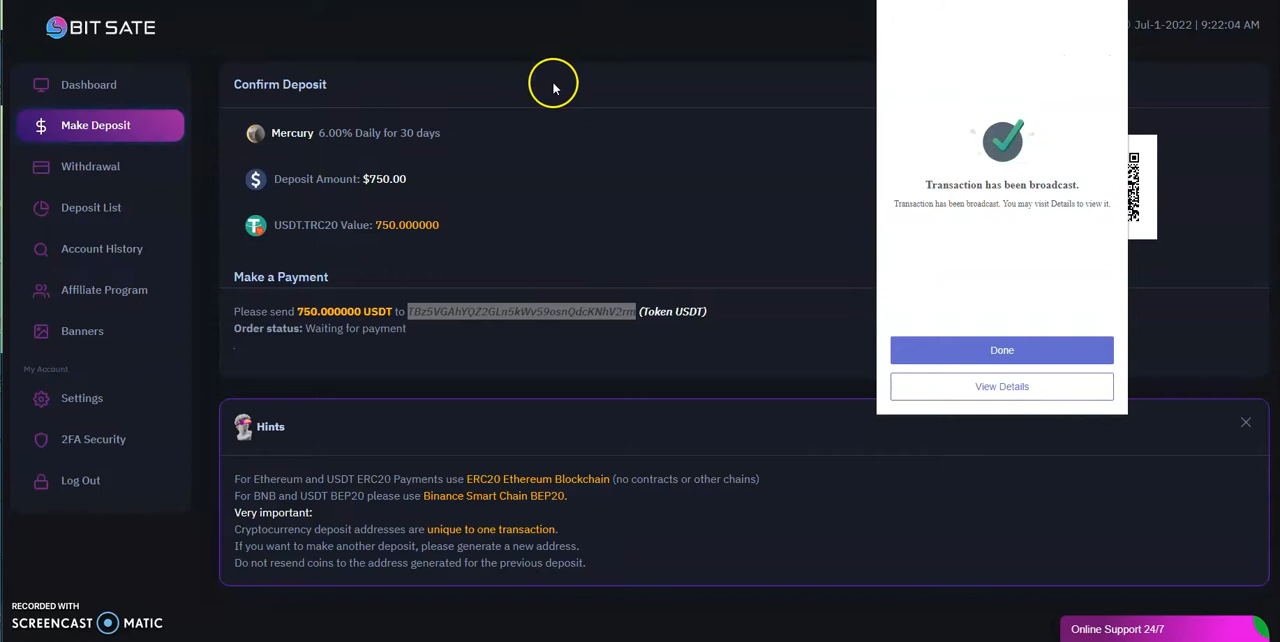 BIT SATE
Jul-1-2022 | 9:22:04 AM
Dashboard
Make Deposit
Withdrawal
Deposit List
Account History
Affiliate Program
Banners
My Account
Settings
2FA Security
Log Out
Confirm Deposit
Mercury 6.00% Daily for 30 days
Deposit Amount: $750.00
USDT.TRC20 Value: 750.000000
Make a Payment
Please send 750.000000 USDT to TBz5VGAhYQZ2GLn5kWv59osnQdcKNhV2rm (Token USDT)
Order status: Waiting for payment
Transaction has been broadcast.
Transaction has been broadcast. You may visit Details to view it.
Done
View Details
Hints
For Ethereum and USDT ERC20 Payments use ERC20 Ethereum Blockchain (no contracts or other chains)
For BNB and USDT BEP20 please use Binance Smart Chain BEP20.
Very important:
Cryptocurrency deposit addresses are unique to one transaction.
If you want to make another deposit, please generate a new address.
Do not resend coins to the address generated for the previous deposit.
RECORDED WITH
SCREENCAST MATIC
Online Support 24/7